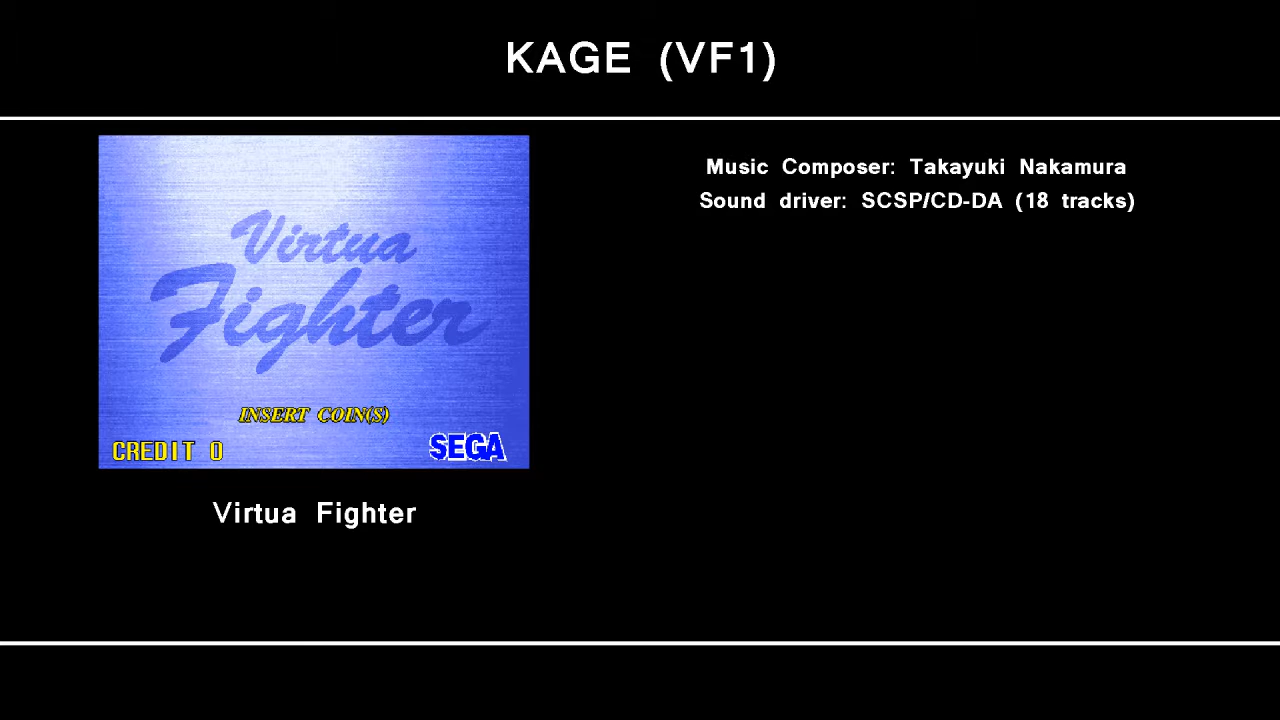 KAGE (VF1)
Music Composer: Takayuki Nakamura
Sound driver: SCSP/CD-DA (18 tracks)
Virtua
Fighter
INSERT COIN(S)
CREDIT 0
SEGA
Virtua Fighter